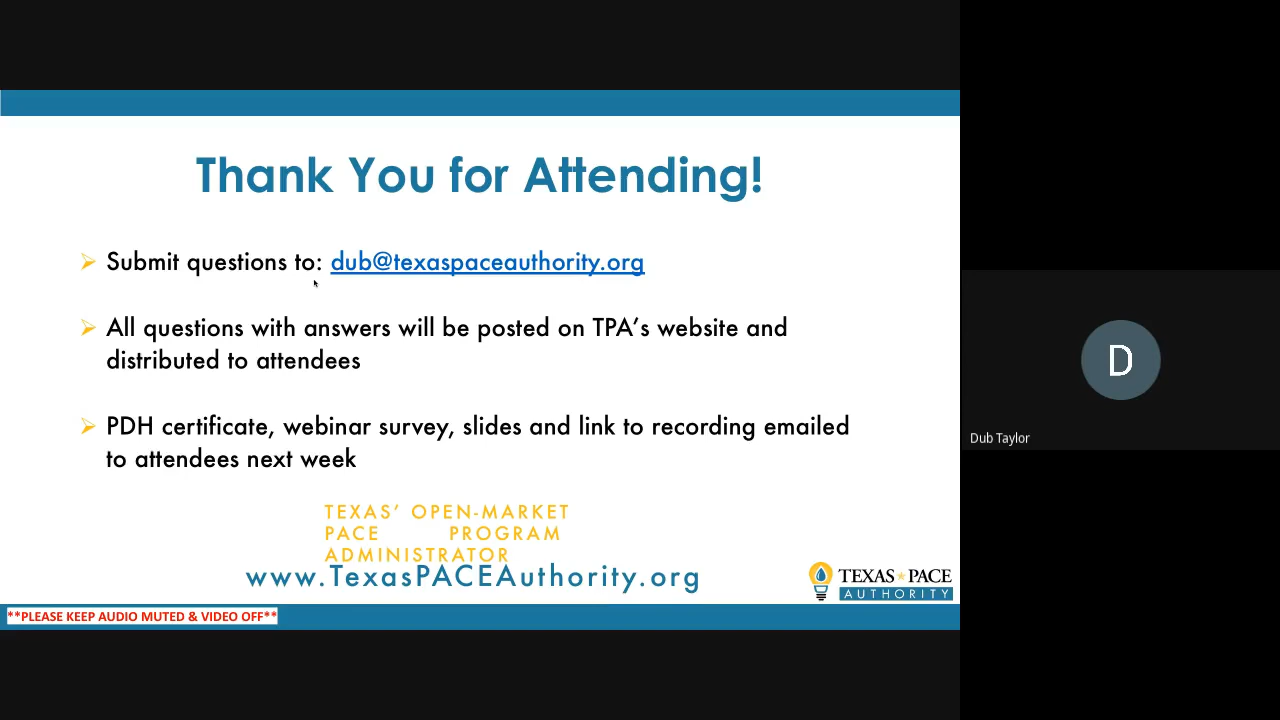 Thank You for Attending!
Submit questions to: dub@texaspaceauthority.org
All questions with answers will be posted on TPA’s website and
distributed to attendees
PDH certificate, webinar survey, slides and link to recording emailed
to attendees next week
TEXAS’ OPEN-MARKET
PACE PROGRAM
ADMINISTRATOR
www.TexasPACEAuthority.org
TEXAS PACE
AUTHORITY
**PLEASE KEEP AUDIO MUTED & VIDEO OFF**
D
Dub Taylor